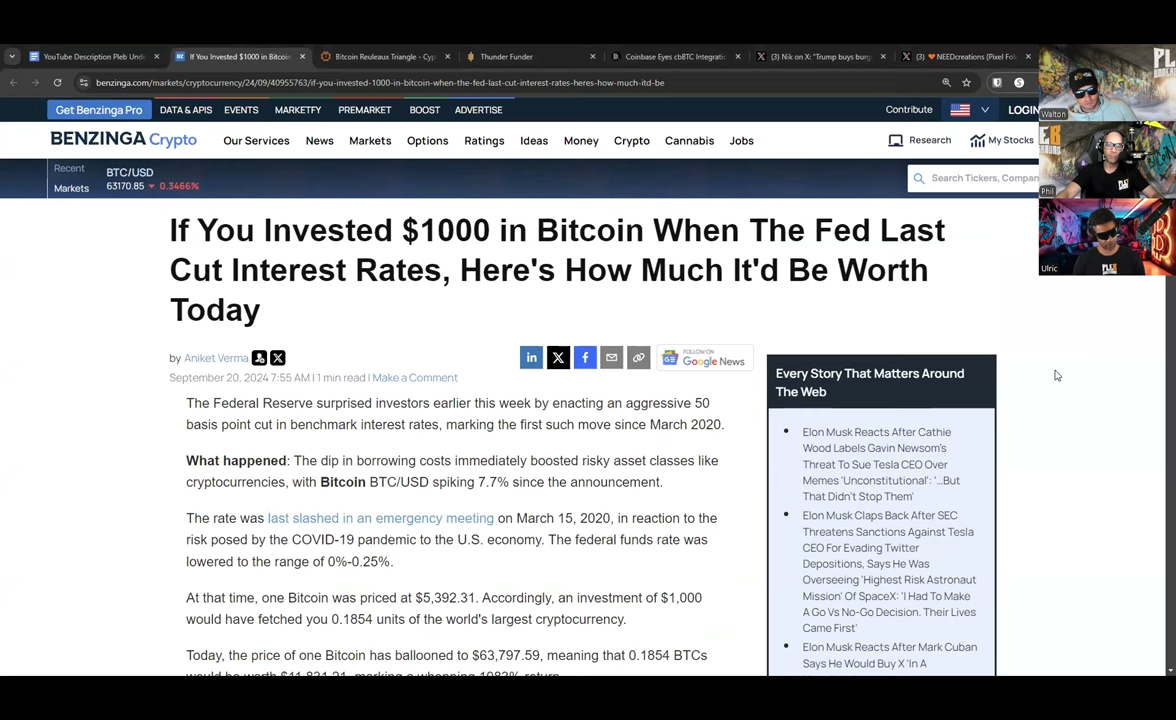 YouTube Description Pleb Und
If You Invested $1000 in Bitcoin
Bitcoin Reuleaux Triangle - Cyp
Thunder Funder
Coinbase Eyes cbBTC Integratio
(3) Nik on X: "Trump buys burg
(3) 🧡NEEDcreations (Pixel Fol
benzinga.com/markets/cryptocurrency/24/09/40955763/if-you-invested-1000-in-bitcoin-when-the-fed-last-cut-interest-rates-heres-how-much-itd-be
Get Benzinga Pro DATA & APIS EVENTS MARKETFY PREMARKET BOOST ADVERTISE Contribute LOGIN
Walton
BENZINGA Crypto Our Services News Markets Options Ratings Ideas Money Crypto Cannabis Jobs Research My Stocks
Recent BTC/USD
Markets 63170.85 ▼ 0.3466%
Search Tickers, Compan
Phil
If You Invested $1000 in Bitcoin When The Fed Last
Cut Interest Rates, Here's How Much It'd Be Worth
Today
Ulric
by Aniket Verma
FOLLOW ON
Google News
September 20, 2024 7:55 AM | 1 min read | Make a Comment
The Federal Reserve surprised investors earlier this week by enacting an aggressive 50
basis point cut in benchmark interest rates, marking the first such move since March 2020.
What happened: The dip in borrowing costs immediately boosted risky asset classes like
cryptocurrencies, with Bitcoin BTC/USD spiking 7.7% since the announcement.
The rate was last slashed in an emergency meeting on March 15, 2020, in reaction to the
risk posed by the COVID-19 pandemic to the U.S. economy. The federal funds rate was
lowered to the range of 0%-0.25%.
At that time, one Bitcoin was priced at $5,392.31. Accordingly, an investment of $1,000
would have fetched you 0.1854 units of the world's largest cryptocurrency.
Today, the price of one Bitcoin has ballooned to $63,797.59, meaning that 0.1854 BTCs
would be worth $11,831.21, marking a whopping 1083% return.
Every Story That Matters Around
The Web
Elon Musk Reacts After Cathie
Wood Labels Gavin Newsom's
Threat To Sue Tesla CEO Over
Memes 'Unconstitutional': '...But
That Didn't Stop Them'
Elon Musk Claps Back After SEC
Threatens Sanctions Against Tesla
CEO For Evading Twitter
Depositions, Says He Was
Overseeing 'Highest Risk Astronaut
Mission' Of SpaceX: 'I Had To Make
A Go Vs No-Go Decision. Their Lives
Came First'
Elon Musk Reacts After Mark Cuban
Says He Would Buy X 'In A